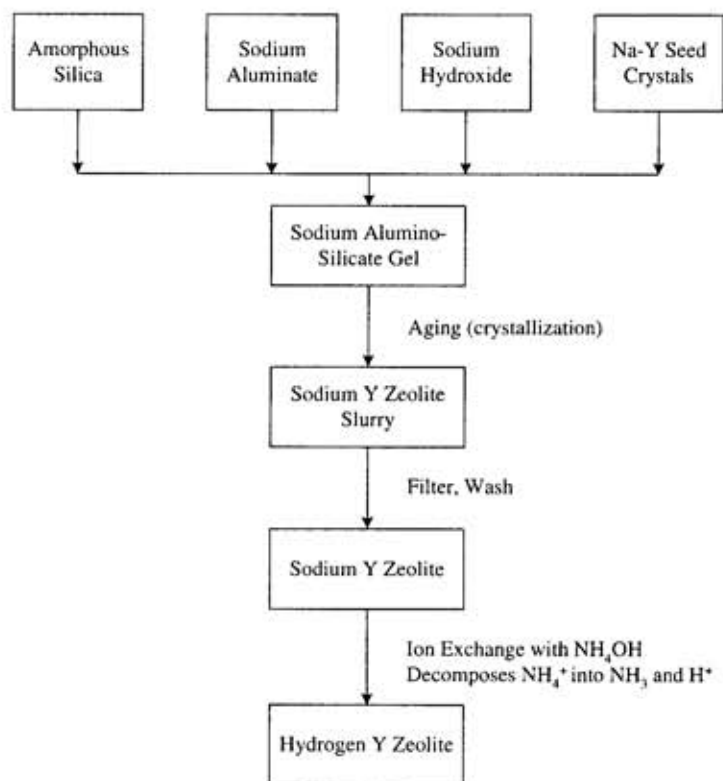 Amorphous
Silica
Sodium
Aluminate
Sodium
Hydroxide
Na-Y Seed
Crystals
Sodium Alumino-
Silicate Gel
Aging (crystallization)
Sodium Y Zeolite
Slurry
Filter, Wash
Sodium Y Zeolite
Ion Exchange with NH₄OH
Decomposes NH₄⁺ into NH₃ and H⁺
Hydrogen Y Zeolite